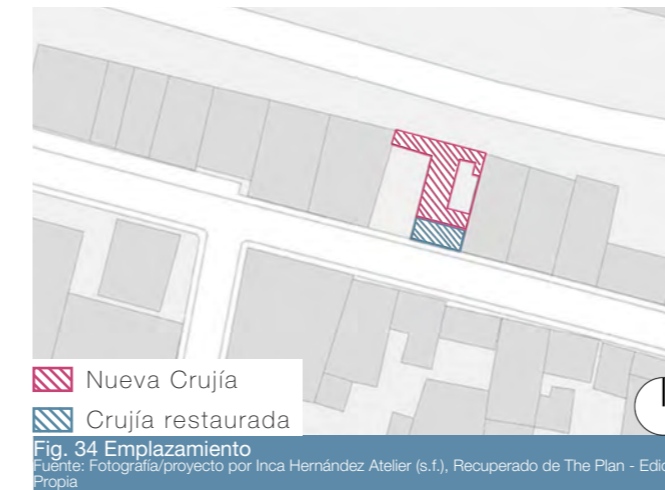 Nueva Crujía
Crujía restaurada
Fig. 34 Emplazamiento
Fuente: Fotografía/proyecto por Inca Hernández Atelier (s.f.), Recuperado de The Plan - Edic
Propia